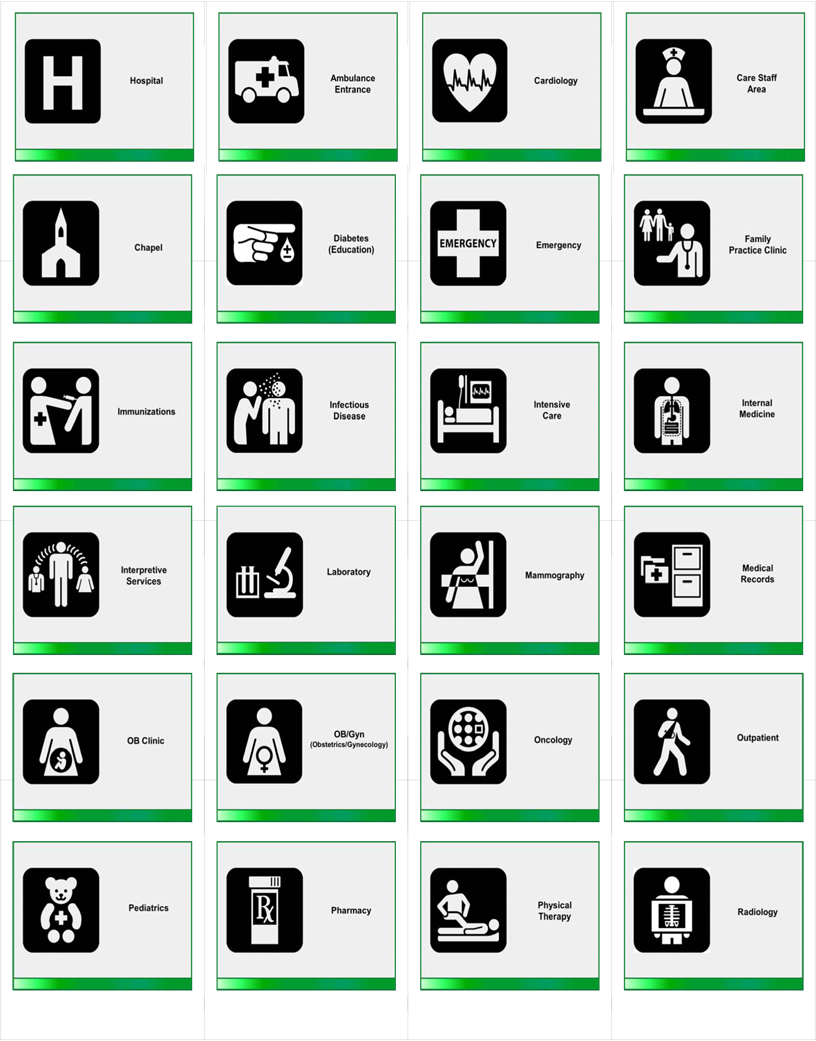 H
Hospital
Ambulance
Entrance
Cardiology
Care Staff
Area
Chapel
Diabetes
(Education)
EMERGENCY
Emergency
Family
Practice Clinic
Immunizations
Infectious
Disease
Intensive
Care
Internal
Medicine
Interpretive
Services
Laboratory
Mammography
Medical
Records
OB Clinic
OB/Gyn
(Obstetrics/Gynecology)
Oncology
Outpatient
Pediatrics
Rx
Pharmacy
Physical
Therapy
Radiology